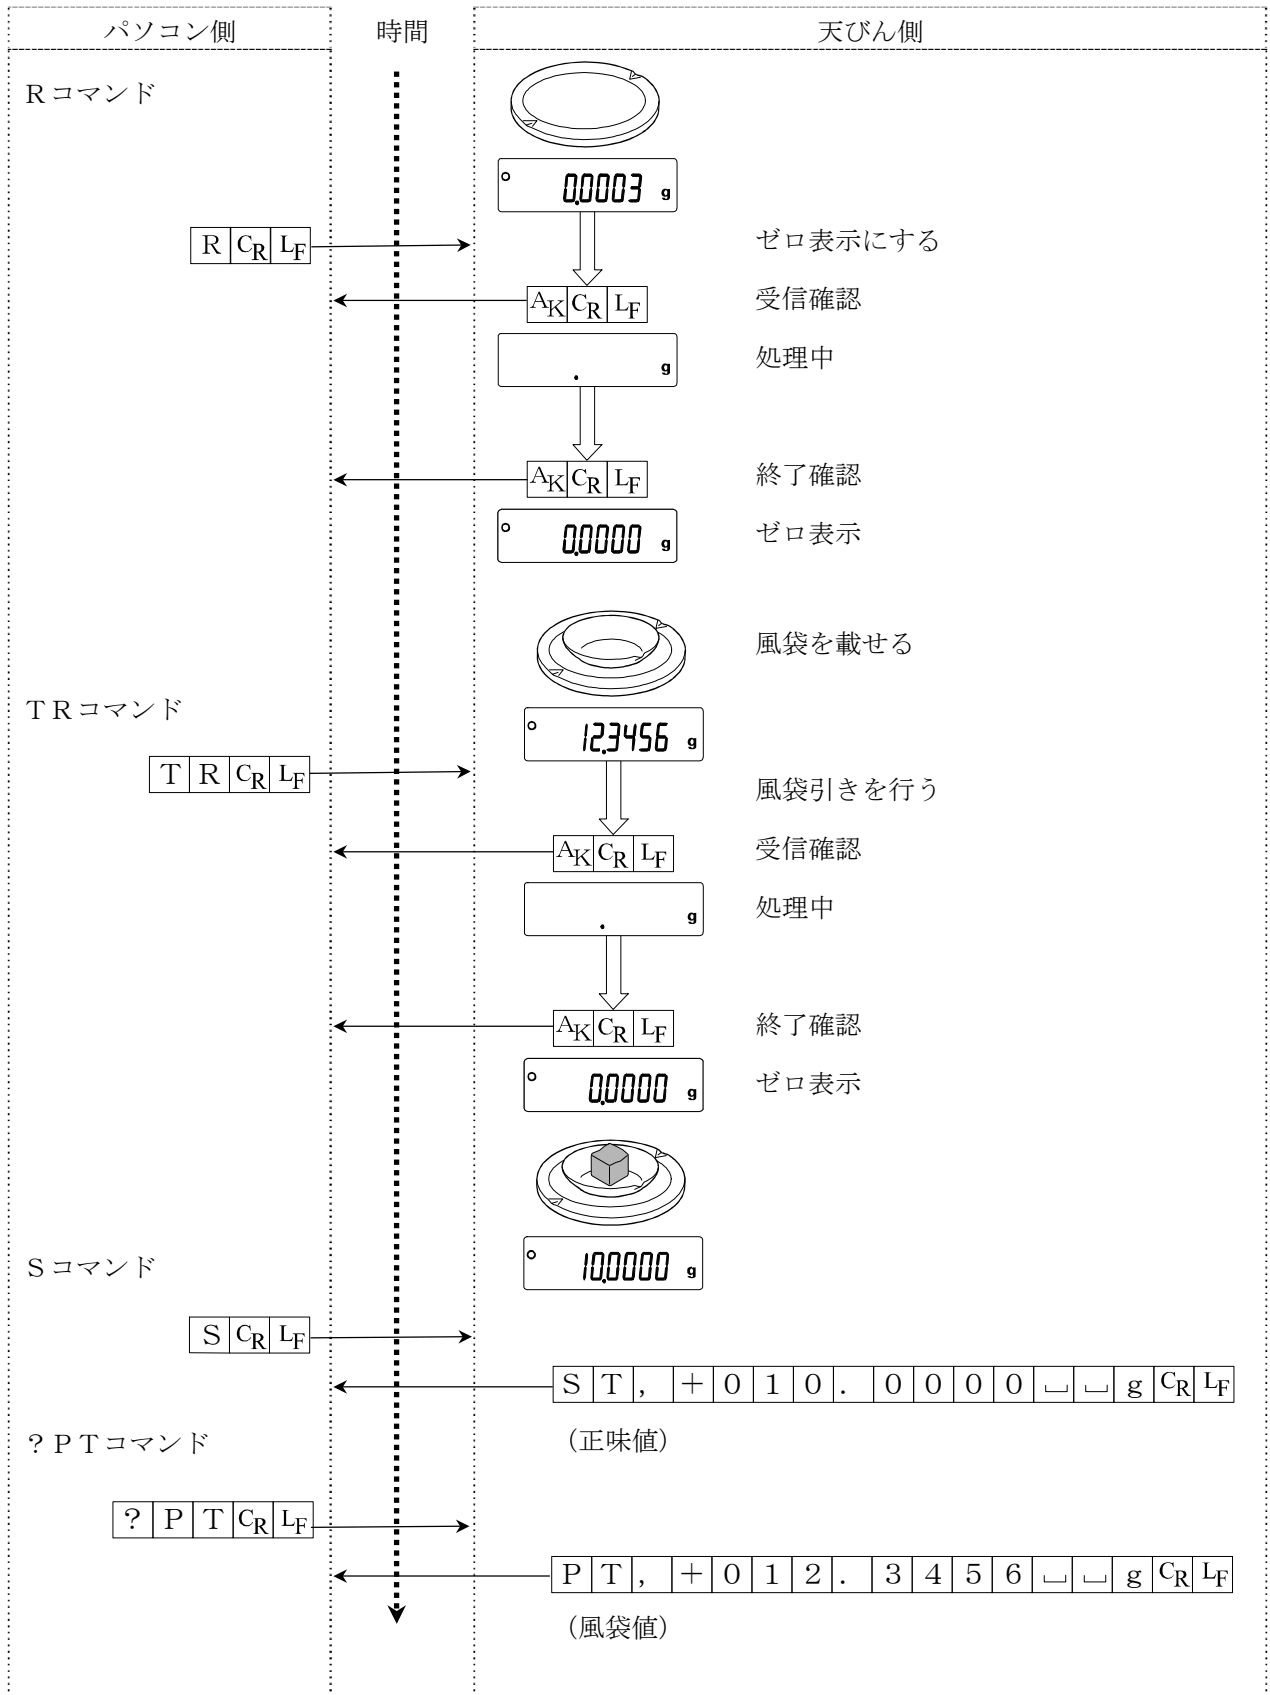 パソコン側 時間 天びん側
Rコマンド
0.0003 g
R CR LF ゼロ表示にする
AK CR LF 受信確認
. g 処理中
AK CR LF 終了確認
0.0000 g ゼロ表示
風袋を載せる
TRコマンド
12.3456 g
T R CR LF 風袋引きを行う
AK CR LF 受信確認
. g 処理中
AK CR LF 終了確認
0.0000 g ゼロ表示
10.0000 g
Sコマンド
S CR LF
S T , + 0 1 0 . 0 0 0 0 ␣ ␣ g CR LF
(正味値)
?PTコマンド
? P T CR LF
P T , + 0 1 2 . 3 4 5 6 ␣ ␣ g CR LF
(風袋値)